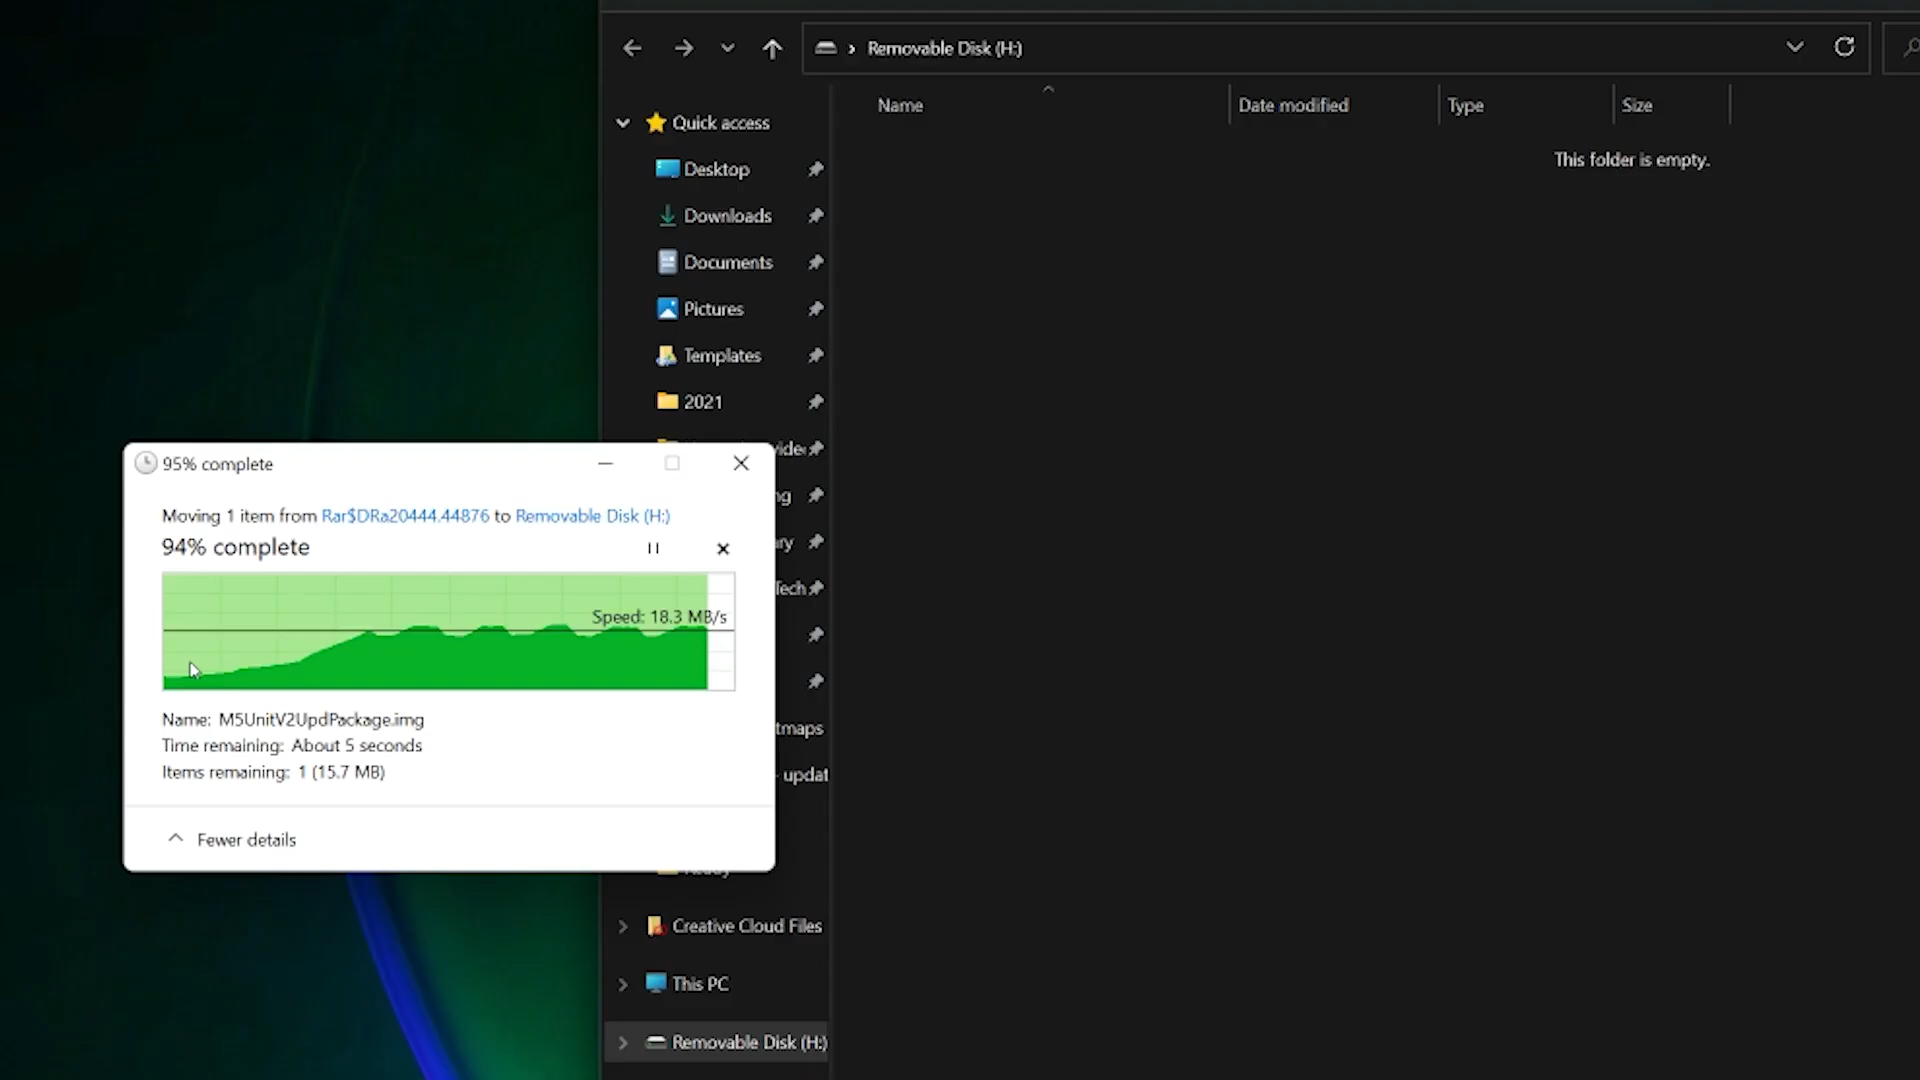 Removable Disk (H:)
Name
Date modified
Type
Size
This folder is empty.
Quick access
Desktop
Downloads
Documents
Pictures
Templates
2021
95% complete
Moving 1 item from Rar$DRa20444.44876 to Removable Disk (H:)
94% complete
Speed: 18.3 MB/s
Name: M5UnitV2UpdPackage.img
Time remaining: About 5 seconds
Items remaining: 1 (15.7 MB)
Fewer details
Creative Cloud Files
This PC
Removable Disk (H:)